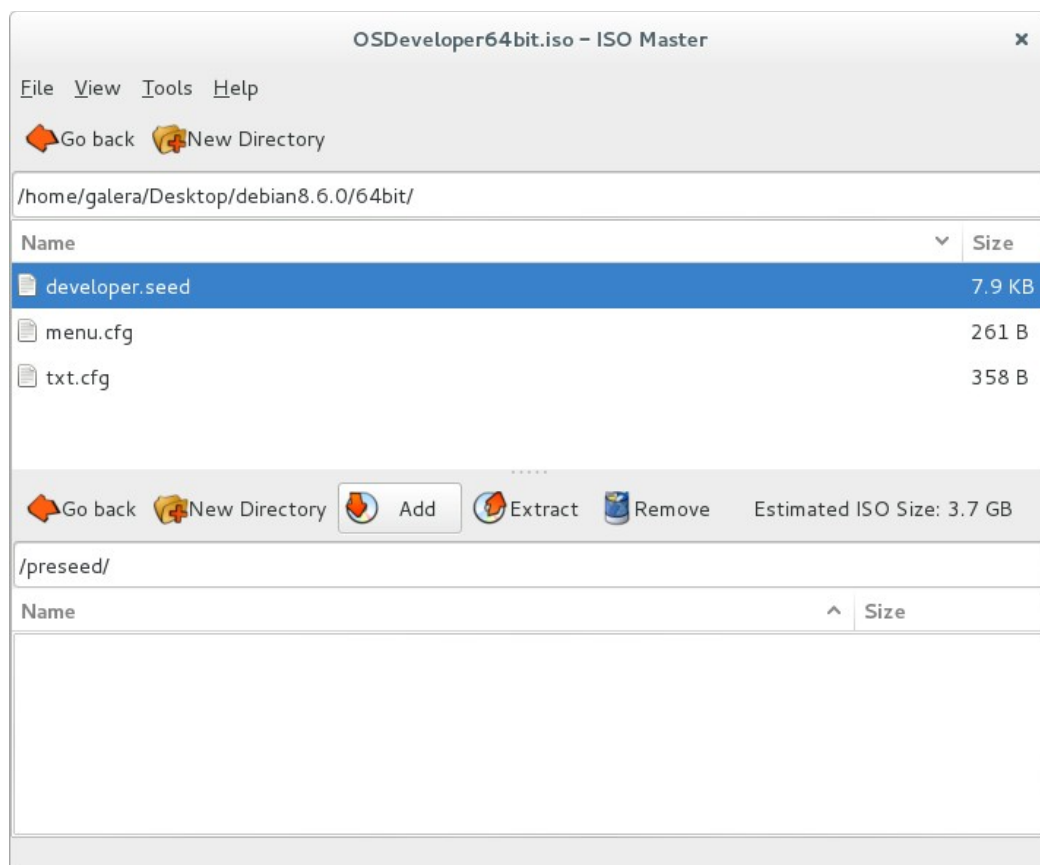 OSDeveloper64bit.iso – ISO Master
File View Tools Help
Go back New Directory
/home/galera/Desktop/debian8.6.0/64bit/
Name Size
developer.seed 7.9 KB
menu.cfg 261 B
txt.cfg 358 B
Go back New Directory Add Extract Remove Estimated ISO Size: 3.7 GB
/preseed/
Name Size